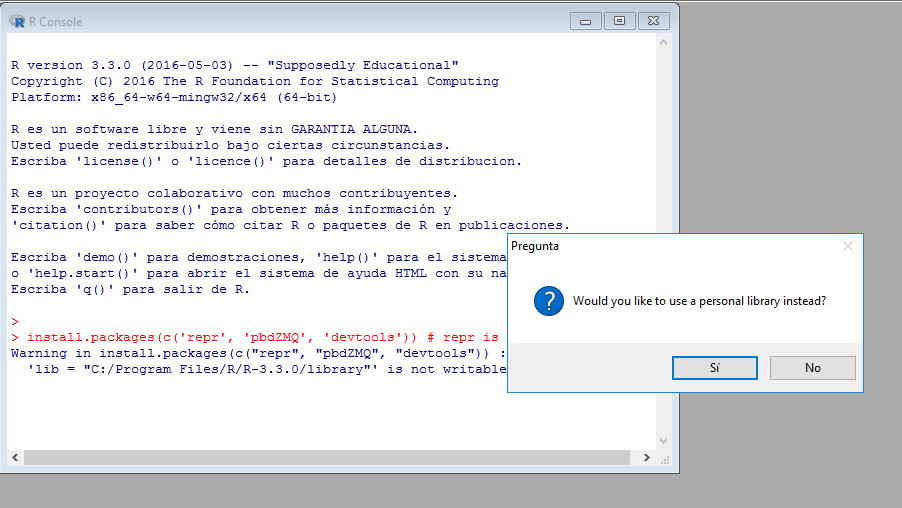 R Console
R version 3.3.0 (2016-05-03) -- "Supposedly Educational"
Copyright (C) 2016 The R Foundation for Statistical Computing
Platform: x86_64-w64-mingw32/x64 (64-bit)
R es un software libre y viene sin GARANTIA ALGUNA.
Usted puede redistribuirlo bajo ciertas circunstancias.
Escriba 'license()' o 'licence()' para detalles de distribucion.
R es un proyecto colaborativo con muchos contribuyentes.
Escriba 'contributors()' para obtener más información y
'citation()' para saber cómo citar R o paquetes de R en publicaciones.
Escriba 'demo()' para demostraciones, 'help()' para el sistema
o 'help.start()' para abrir el sistema de ayuda HTML con su na
Escriba 'q()' para salir de R.
>
> install.packages(c('repr', 'pbdZMQ', 'devtools')) # repr is
Warning in install.packages(c("repr", "pbdZMQ", "devtools")) :
'lib = "C:/Program Files/R/R-3.3.0/library"' is not writable
Pregunta
Would you like to use a personal library instead?
Sí
No